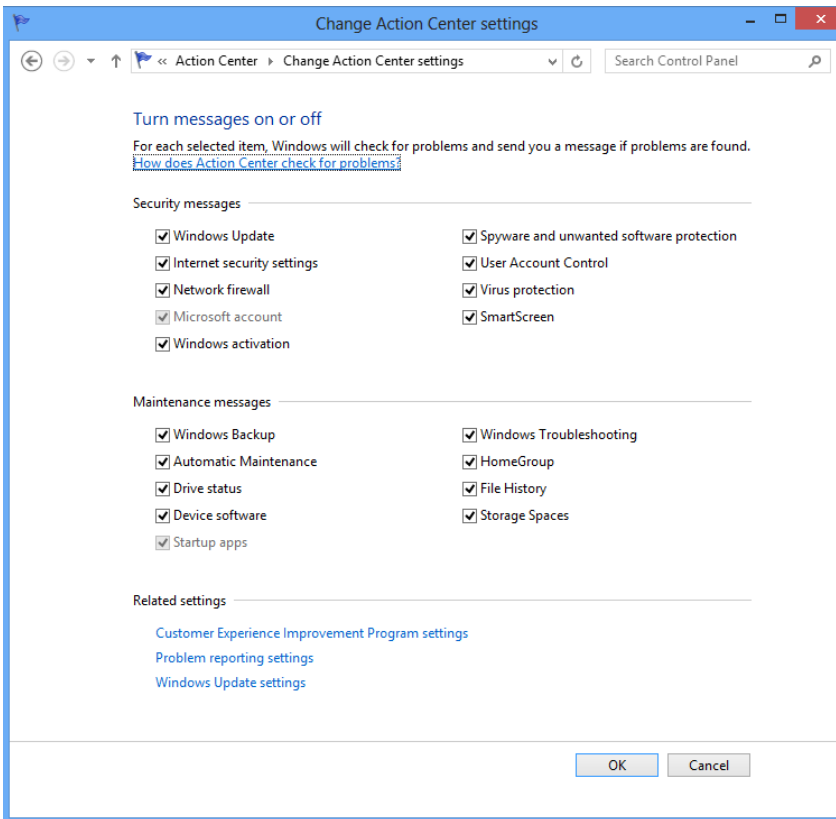 Change Action Center settings
« Action Center ▸ Change Action Center settings
Search Control Panel
Turn messages on or off
For each selected item, Windows will check for problems and send you a message if problems are found.
How does Action Center check for problems?
Security messages
Windows Update
Spyware and unwanted software protection
Internet security settings
User Account Control
Network firewall
Virus protection
Microsoft account
SmartScreen
Windows activation
Maintenance messages
Windows Backup
Windows Troubleshooting
Automatic Maintenance
HomeGroup
Drive status
File History
Device software
Storage Spaces
Startup apps
Related settings
Customer Experience Improvement Program settings
Problem reporting settings
Windows Update settings
OK
Cancel